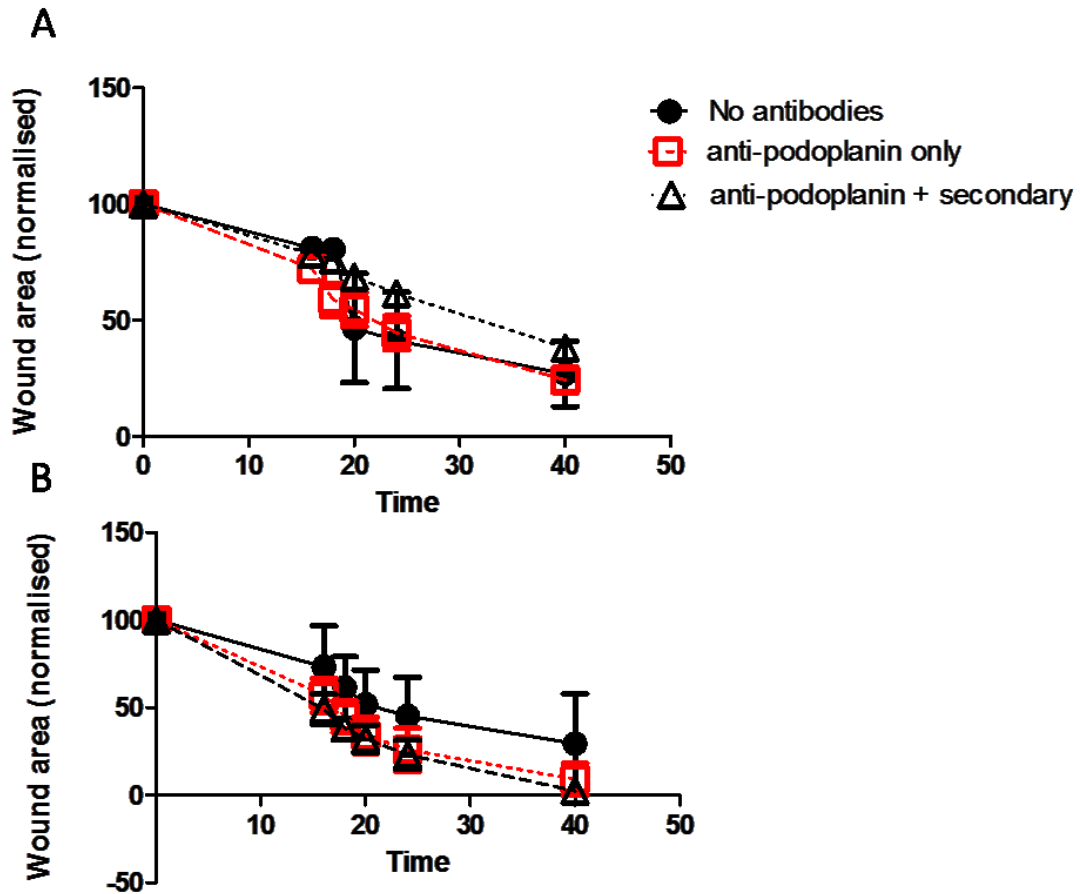 A
Wound area (normalised)
150
100
50
0
0
10
20
30
40
50
Time
No antibodies
anti-podoplanin only
anti-podoplanin + secondary
B
Wound area (normalised)
150
100
50
0
-50
10
20
30
40
50
Time